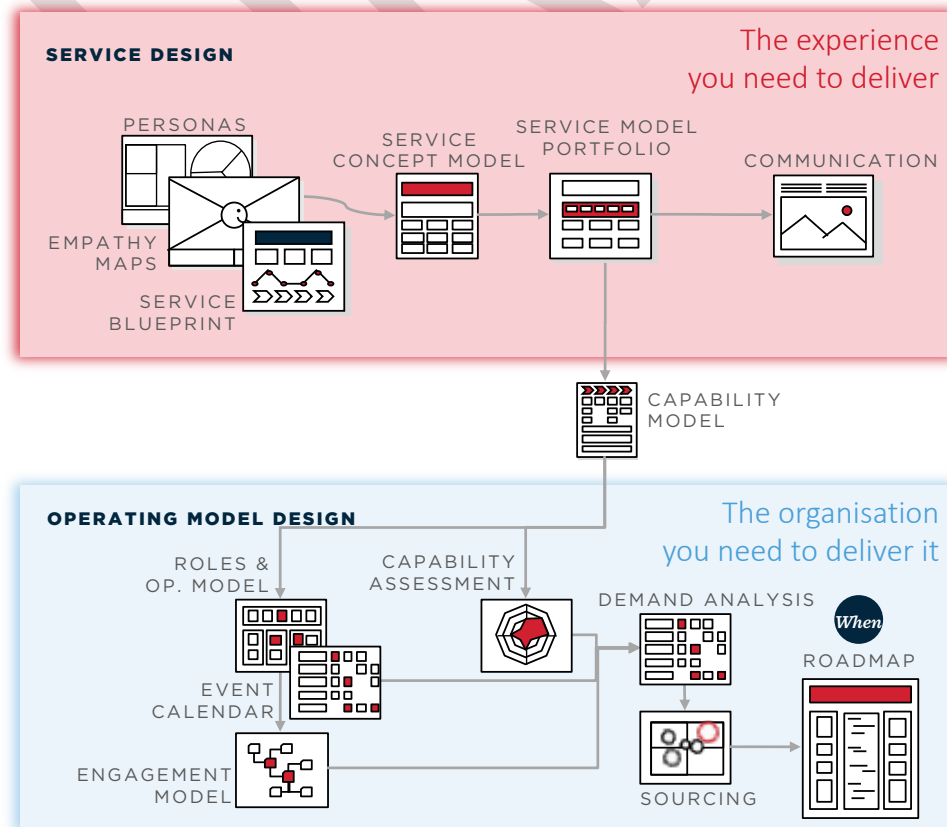 SERVICE DESIGN
The experience
you need to deliver
PERSONAS
SERVICE
CONCEPT MODEL
SERVICE MODEL
PORTFOLIO
COMMUNICATION
EMPATHY
MAPS
SERVICE
BLUEPRINT
CAPABILITY
MODEL
OPERATING MODEL DESIGN
The organisation
you need to deliver it
ROLES &
OP. MODEL
CAPABILITY
ASSESSMENT
DEMAND ANALYSIS
When
ROADMAP
EVENT
CALENDAR
ENGAGEMENT
MODEL
SOURCING